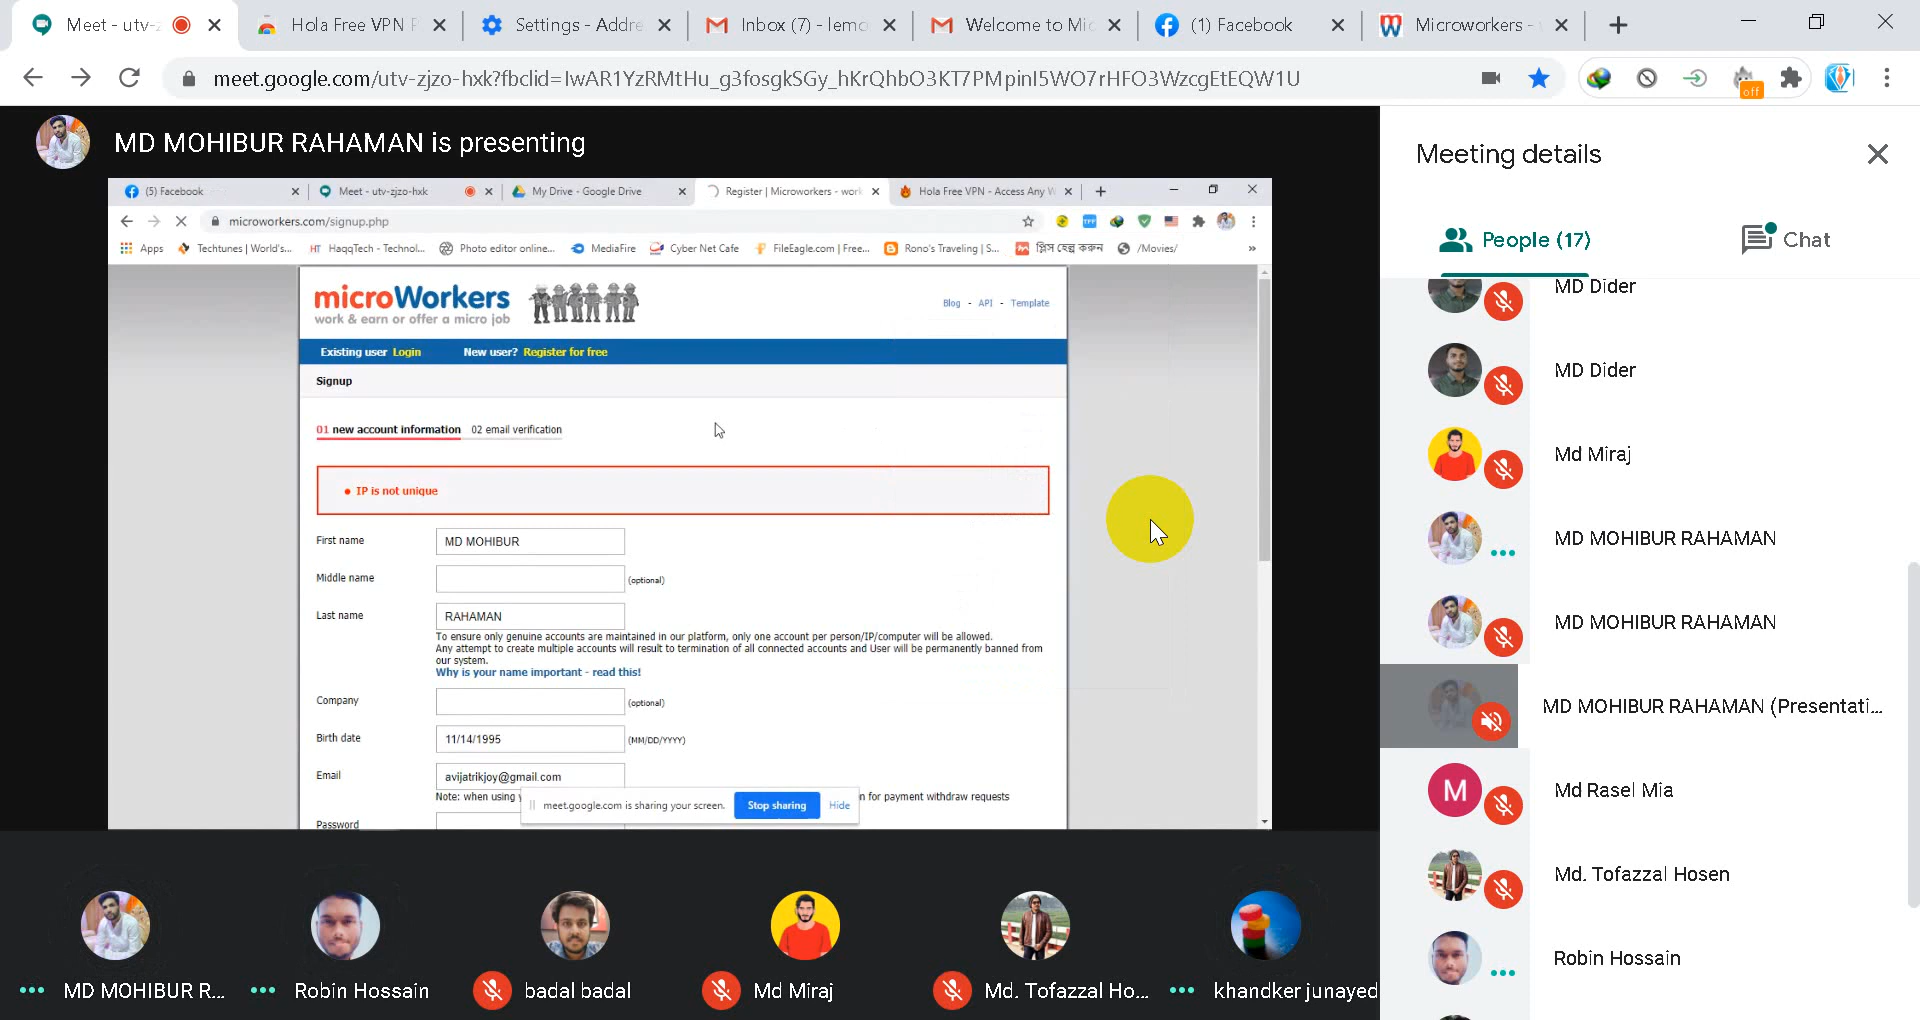 Meet - utv-z
Hola Free VPN P
Settings - Addre
Inbox (7) - lemo
Welcome to Mic
(1) Facebook
Microworkers -
meet.google.com/utv-zjzo-hxk?fbclid=IwAR1YzRMtHu_g3fosgkSGy_hKrQhbO3KT7PMpinI5WO7rHFO3WzcgEtEQW1U
off
MD MOHIBUR RAHAMAN is presenting
(5) Facebook
Meet - utv-zjzo-hxk
My Drive - Google Drive
Register | Microworkers - work
Hola Free VPN - Access Any W
microworkers.com/signup.php
Apps
Techtunes | World's...
HT HaqqTech - Technol...
Photo editor online...
MediaFire
Cyber Net Cafe
FileEagle.com | Free...
Rono's Traveling | S...
প্লিস হেল্প করুন
/Movies/
microWorkers
work & earn or offer a micro job
Blog - API - Template
Existing user Login
New user? Register for free
Signup
01 new account information
02 email verification
IP is not unique
First name
MD MOHIBUR
Middle name
(optional)
Last name
RAHAMAN
To ensure only genuine accounts are maintained in our platform, only one account per person/IP/computer will be allowed.
Any attempt to create multiple accounts will result to termination of all connected accounts and User will be permanently banned from
our system.
Why is your name important - read this!
Company
(optional)
Birth date
11/14/1995
(MM/DD/YYYY)
Email
avijatrikjoy@gmail.com
Note: when using
n for payment withdraw requests
meet.google.com is sharing your screen.
Stop sharing
Hide
Password
MD MOHIBUR R...
Robin Hossain
badal badal
Md Miraj
Md. Tofazzal Ho...
khandker junayed
Meeting details
People (17)
Chat
MD Dider
MD Dider
Md Miraj
MD MOHIBUR RAHAMAN
MD MOHIBUR RAHAMAN
MD MOHIBUR RAHAMAN (Presentati...
M
Md Rasel Mia
Md. Tofazzal Hosen
Robin Hossain